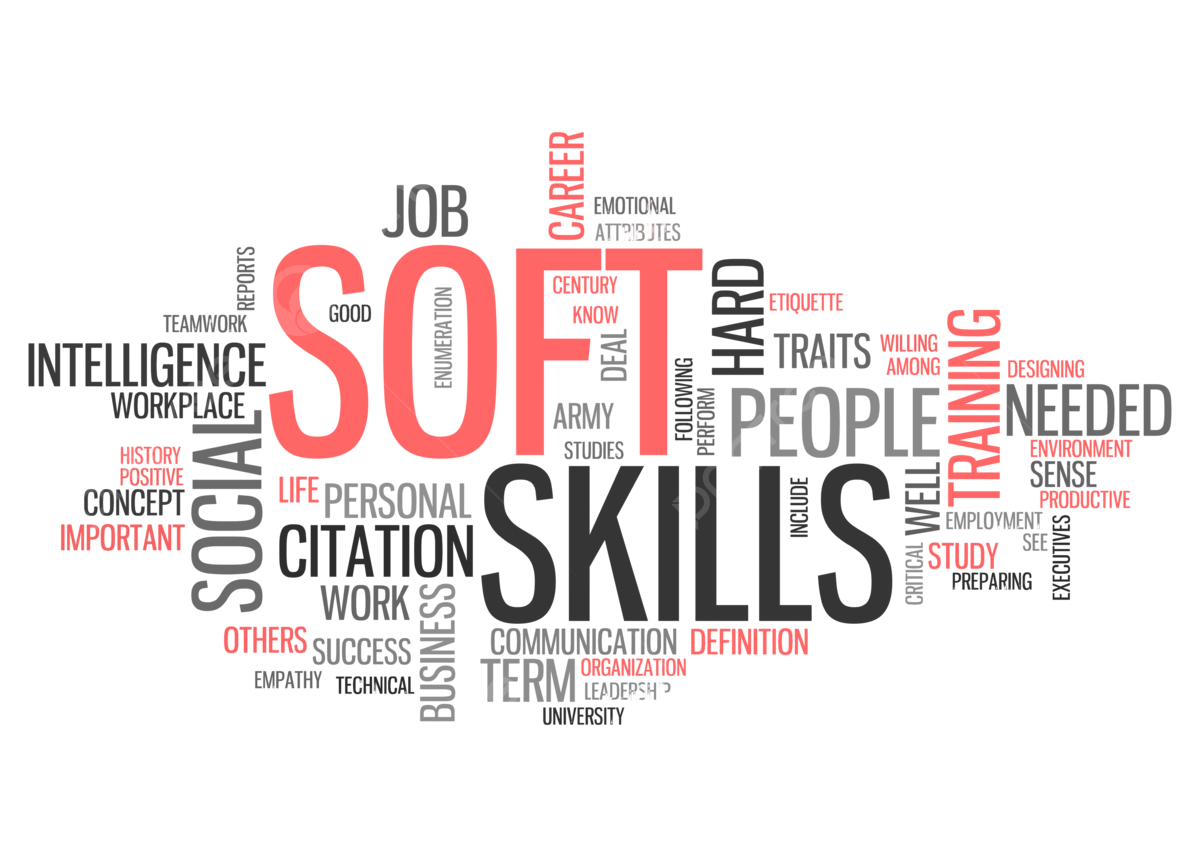 CAREER
JOB
EMOTIONAL
ATTRIBUTES
SOFT
REPORTS
GOOD
ENUMERATION
CENTURY
KNOW
DEAL
HARD
ETIQUETTE
TEAMWORK
INTELLIGENCE
WORKPLACE
TRAITS
WILLING
AMONG
TRAINING
DESIGNING
NEEDED
ARMY
STUDIES
FOLLOWING
PERFORM
PEOPLE
HISTORY
POSITIVE
CONCEPT
IMPORTANT
SOCIAL
LIFE
PERSONAL
CITATION
SKILLS
INCLUDE
WELL
ENVIRONMENT
SENSE
PRODUCTIVE
EMPLOYMENT
SEE
EXECUTIVES
CRITICAL
STUDY
PREPARING
WORK
OTHERS
SUCCESS
BUSINESS
EMPATHY
TECHNICAL
COMMUNICATION
DEFINITION
TERM
ORGANIZATION
LEADERSHIP
UNIVERSITY